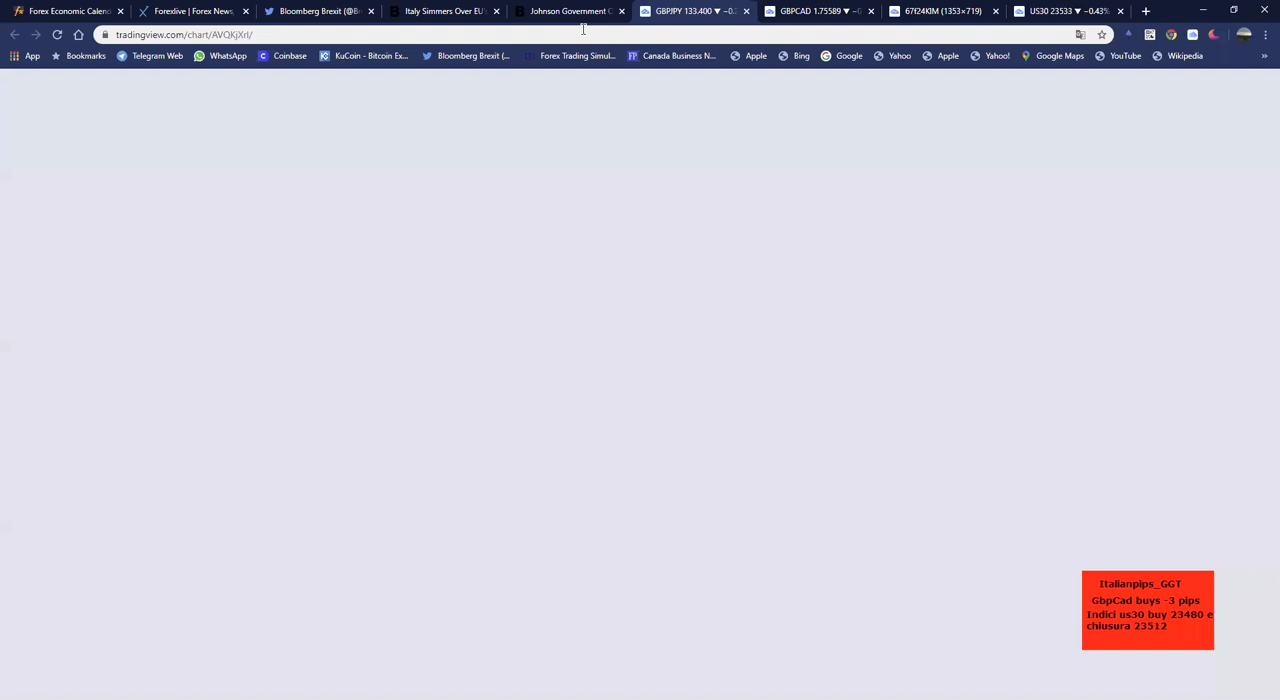 Forex Economic Calend
Forexlive | Forex News,
Bloomberg Brexit (@B
Italy Simmers Over EU'
Johnson Government C
GBPJPY 133.400 ▼ −0.
GBPCAD 1.75589 ▼ −
67f24KIM (1353×719)
US30 23533 ▼ −0.43%
tradingview.com/chart/AVQKjXrI/
App
Bookmarks
Telegram Web
WhatsApp
Coinbase
KuCoin - Bitcoin Ex...
Bloomberg Brexit (...
Forex Trading Simul...
Canada Business N...
Apple
Bing
Google
Yahoo
Apple
Yahoo!
Google Maps
YouTube
Wikipedia
Italianpips_GGT
GbpCad buys -3 pips
Indici us30 buy 23480 e
chiusura 23512